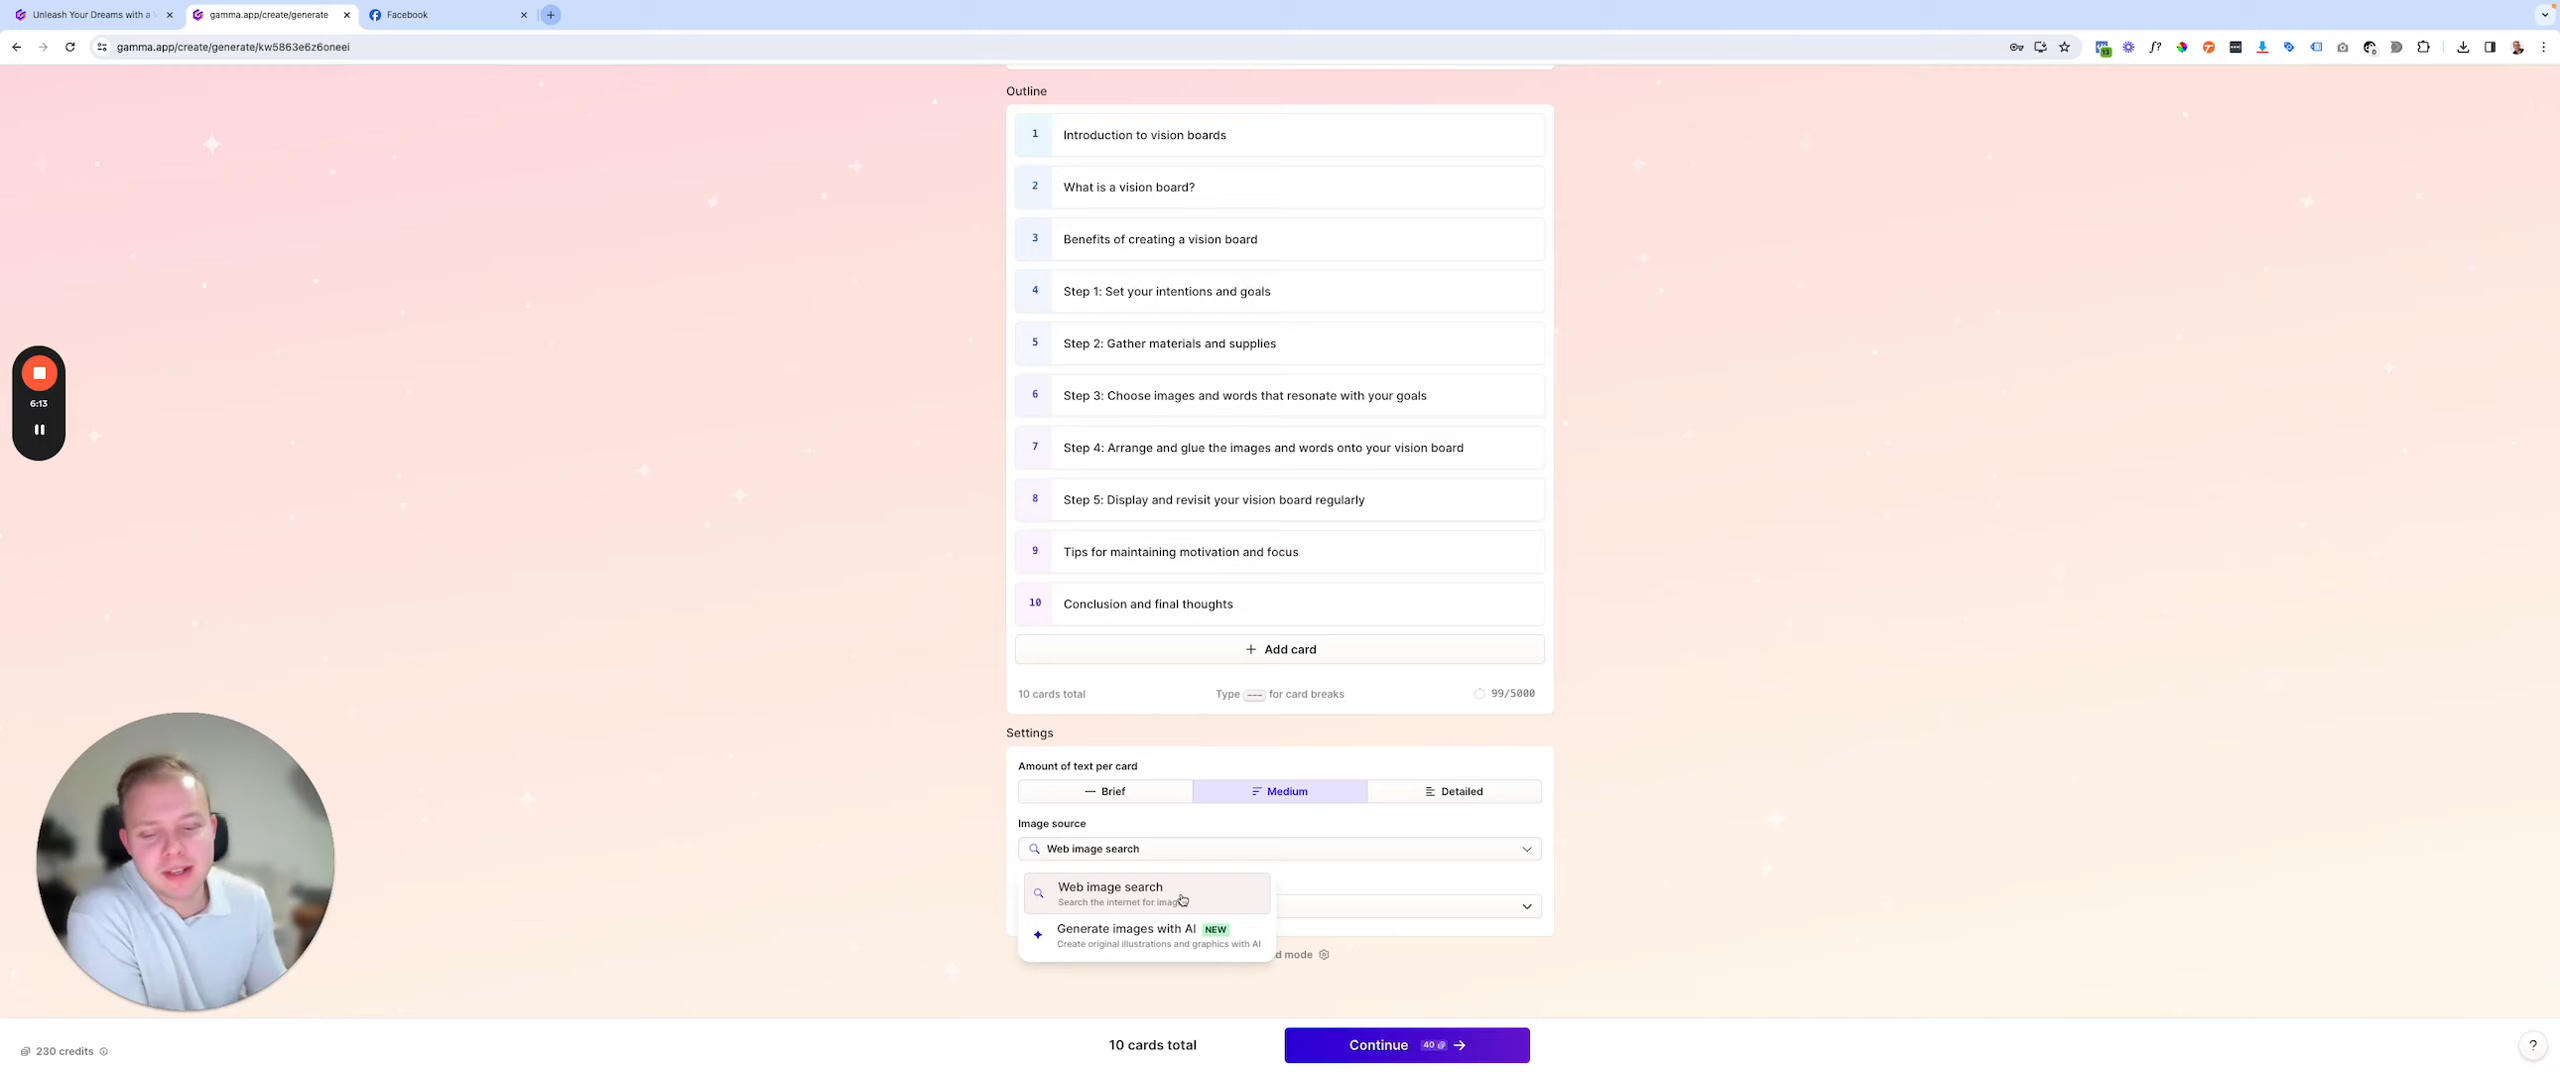 Unleash Your Dreams with a
gamma.app/create/generate
Facebook
gamma.app/create/generate/kw5863e6z6oneei
Outline
1 Introduction to vision boards
2 What is a vision board?
3 Benefits of creating a vision board
4 Step 1: Set your intentions and goals
5 Step 2: Gather materials and supplies
6 Step 3: Choose images and words that resonate with your goals
7 Step 4: Arrange and glue the images and words onto your vision board
8 Step 5: Display and revisit your vision board regularly
9 Tips for maintaining motivation and focus
10 Conclusion and final thoughts
+ Add card
10 cards total Type --- for card breaks 99/5000
6:13
Settings
Amount of text per card
Brief Medium Detailed
Image source
Web image search
Web image search
Search the internet for
Generate images with AI NEW
Create original illustrations and graphics with AI
mode
230 credits
10 cards total
Continue 40
?